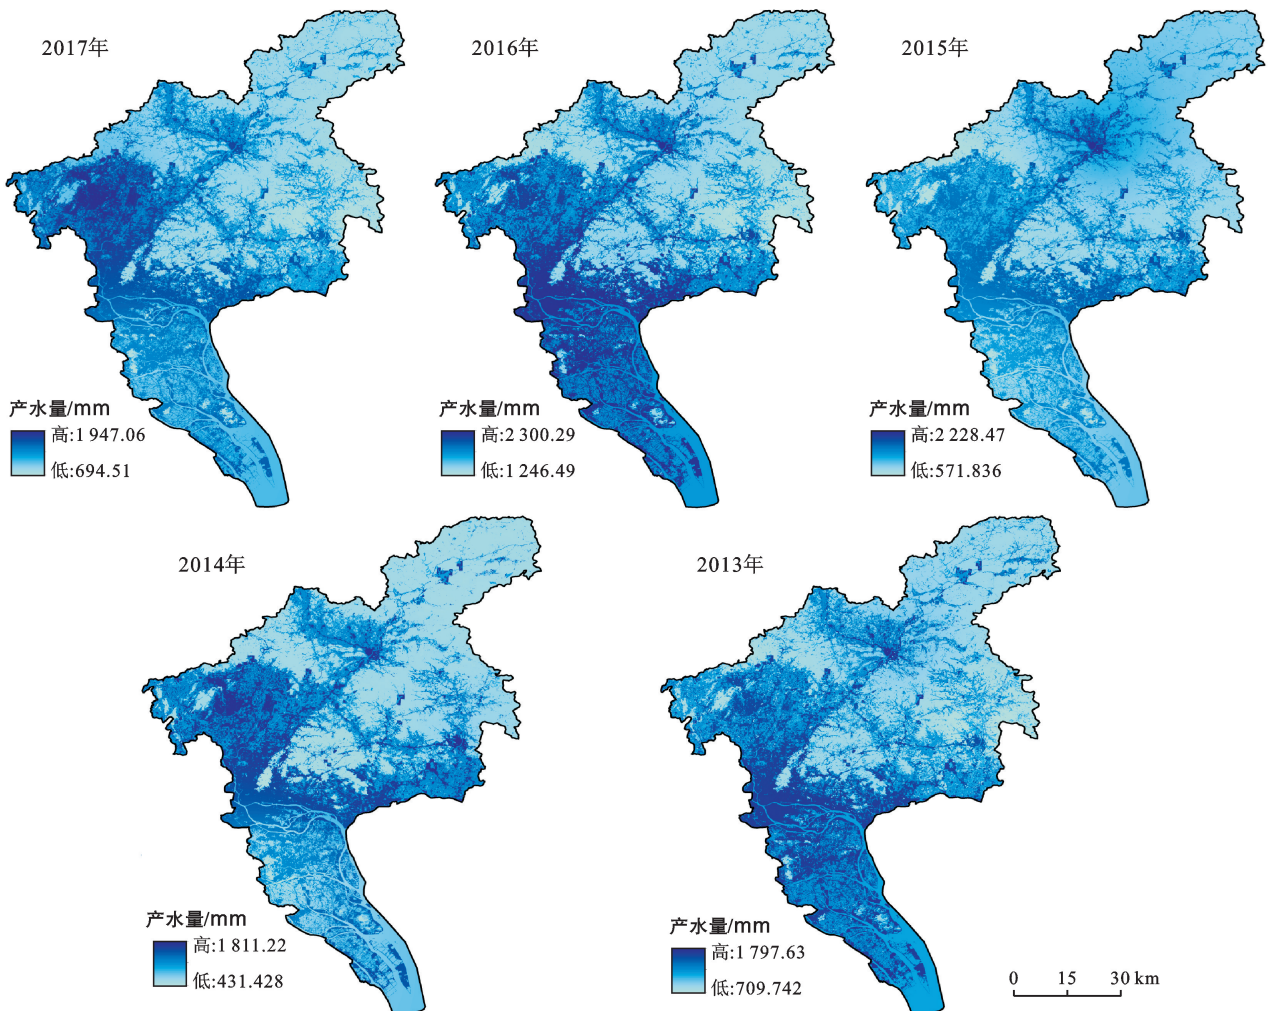 2017年
2016年
2015年
产水量/mm
高:1 947.06
低:694.51
产水量/mm
高:2 300.29
低:1 246.49
产水量/mm
高:2 228.47
低:571.836
2014年
2013年
产水量/mm
高:1 811.22
低:431.428
产水量/mm
高:1 797.63
低:709.742
0 15 30 km